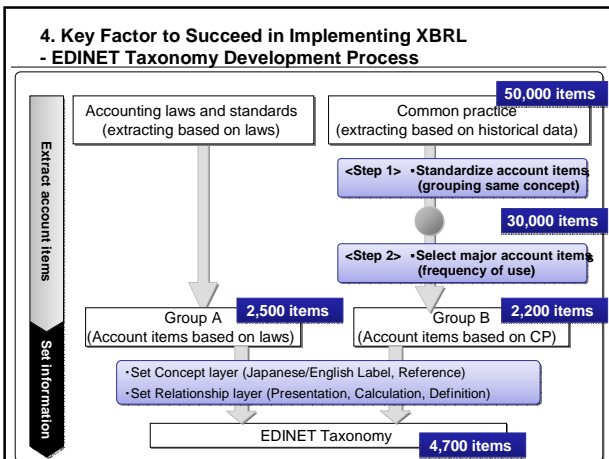 4. Key Factor to Succeed in Implementing XBRL
- EDINET Taxonomy Development Process
50,000 items
Accounting laws and standards
(extracting based on laws)
Common practice
(extracting based on historical data)
Extract account items
<Step 1> ・Standardize account items
(grouping same concept)
30,000 items
<Step 2> ・Select major account items
(frequency of use)
2,500 items
2,200 items
Group A
(Account items based on laws)
Group B
(Account items based on CP)
Set information
・Set Concept layer (Japanese/English Label, Reference)
・Set Relationship layer (Presentation, Calculation, Definition)
EDINET Taxonomy
4,700 items